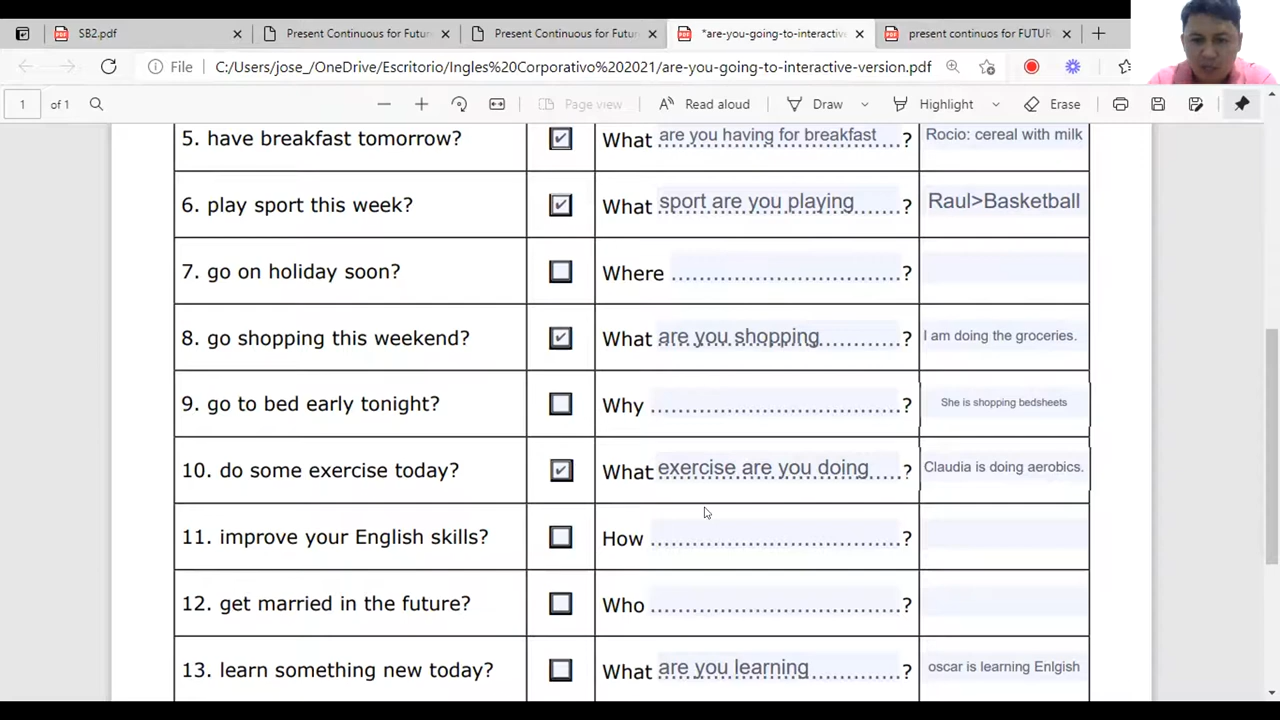 SB2.pdf
Present Continuous for Futur
Present Continuous for Futur
*are-you-going-to-interactive
present continuos for FUTUR
File
C:/Users/jose_/OneDrive/Escritorio/Ingles%20Corporativo%202021/are-you-going-to-interactive-version.pdf
1 of 1
Page view
Read aloud
Draw
Highlight
Erase
5. have breakfast tomorrow? What are you having for breakfast ? Rocio: cereal with milk
6. play sport this week? What sport are you playing ? Raul>Basketball
7. go on holiday soon? Where ........................................?
8. go shopping this weekend? What are you shopping ? I am doing the groceries.
9. go to bed early tonight? Why ........................................? She is shopping bedsheets
10. do some exercise today? What exercise are you doing ? Claudia is doing aerobics.
11. improve your English skills? How ........................................?
12. get married in the future? Who ........................................?
13. learn something new today? What are you learning ? oscar is learning Enlgish